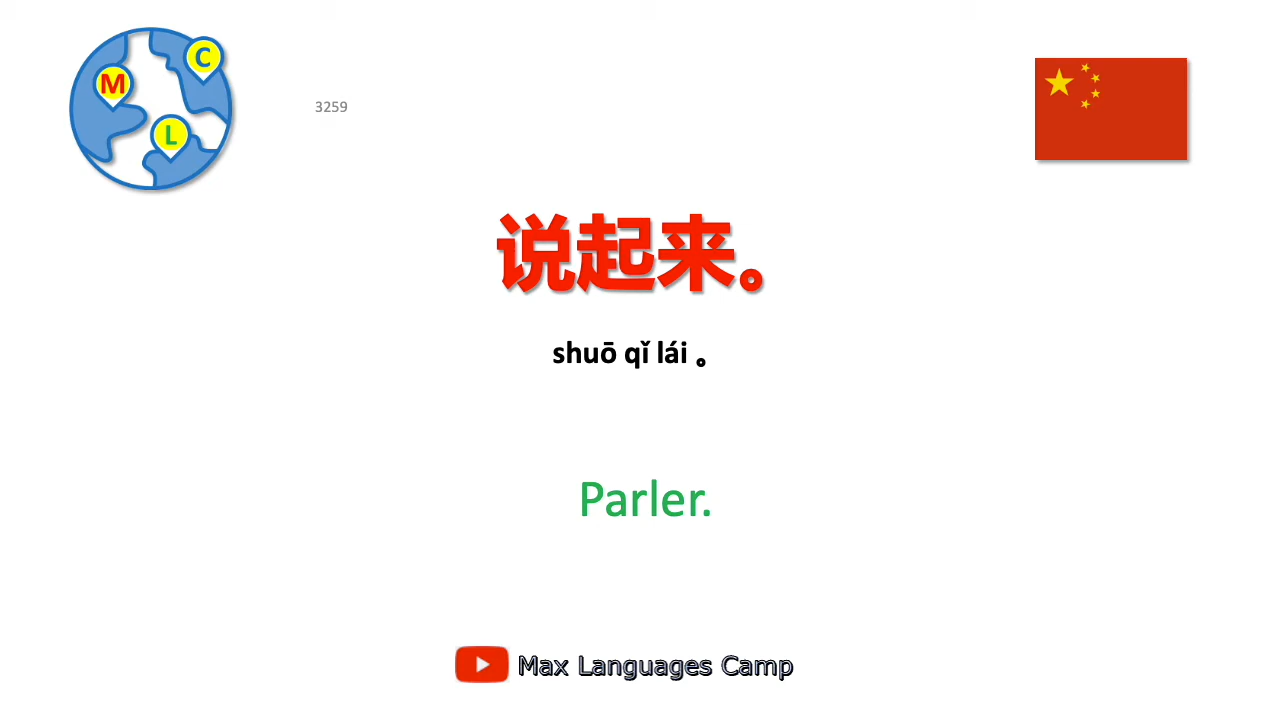 M
C
L
3259
说起来。
shuō qǐ lái 。
Parler.
Max Languages Camp